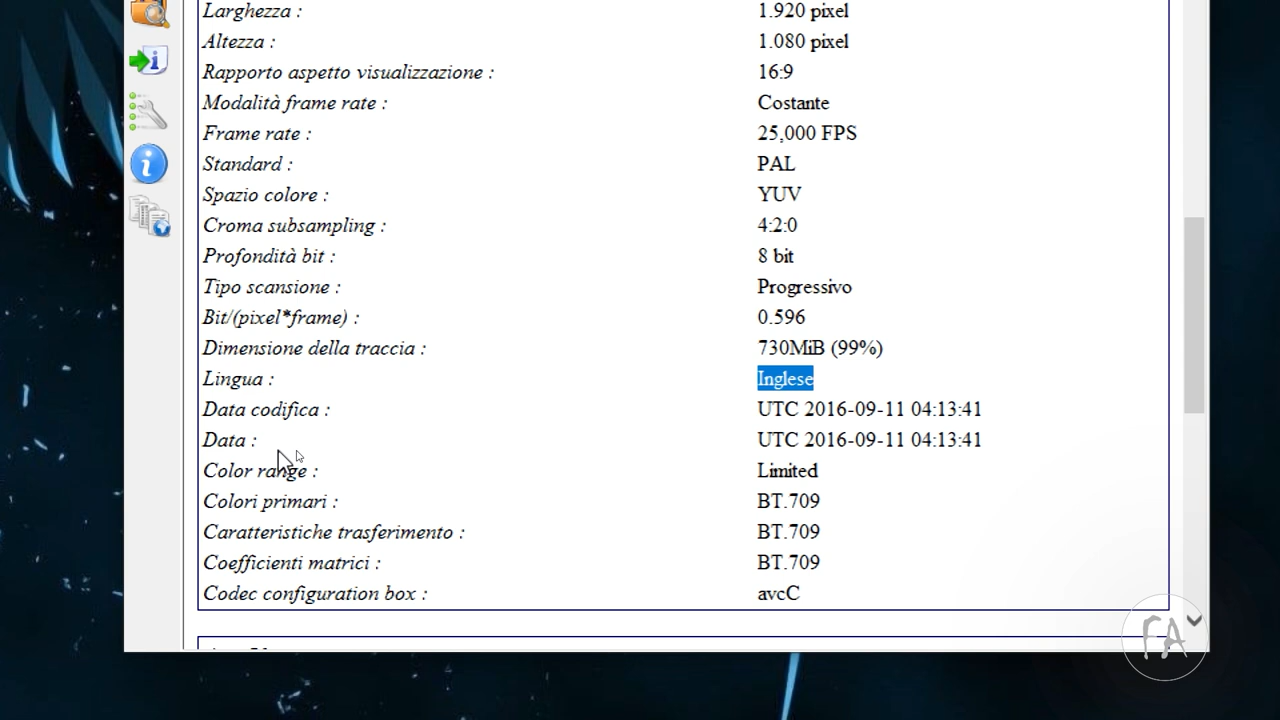 Larghezza : 1.920 pixel
Altezza : 1.080 pixel
Rapporto aspetto visualizzazione : 16:9
Modalità frame rate : Costante
Frame rate : 25,000 FPS
Standard : PAL
Spazio colore : YUV
Croma subsampling : 4:2:0
Profondità bit : 8 bit
Tipo scansione : Progressivo
Bit/(pixel*frame) : 0.596
Dimensione della traccia : 730MiB (99%)
Lingua : Inglese
Data codifica : UTC 2016-09-11 04:13:41
Data : UTC 2016-09-11 04:13:41
Color range : Limited
Colori primari : BT.709
Caratteristiche trasferimento : BT.709
Coefficienti matrici : BT.709
Codec configuration box : avcC
FA